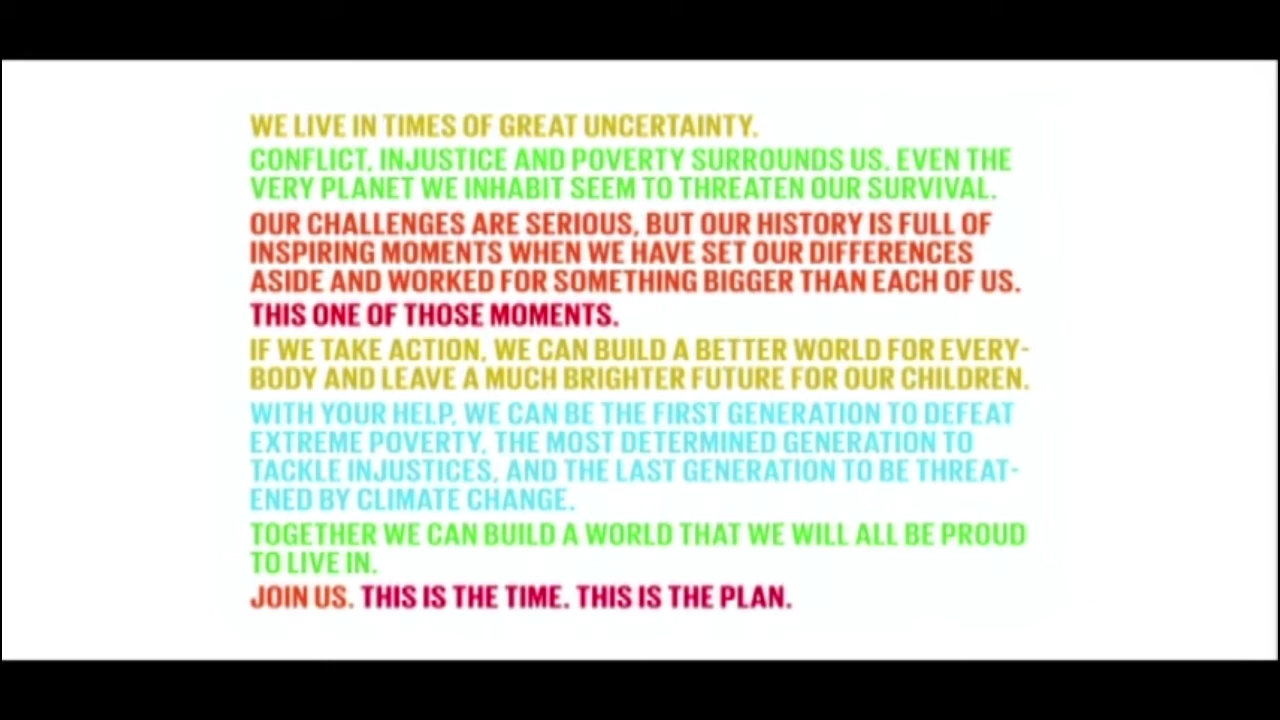 WE LIVE IN TIMES OF GREAT UNCERTAINTY.
CONFLICT, INJUSTICE AND POVERTY SURROUNDS US. EVEN THE
VERY PLANET WE INHABIT SEEM TO THREATEN OUR SURVIVAL.
OUR CHALLENGES ARE SERIOUS, BUT OUR HISTORY IS FULL OF
INSPIRING MOMENTS WHEN WE HAVE SET OUR DIFFERENCES
ASIDE AND WORKED FOR SOMETHING BIGGER THAN EACH OF US.
THIS ONE OF THOSE MOMENTS.
IF WE TAKE ACTION, WE CAN BUILD A BETTER WORLD FOR EVERY-
BODY AND LEAVE A MUCH BRIGHTER FUTURE FOR OUR CHILDREN.
WITH YOUR HELP, WE CAN BE THE FIRST GENERATION TO DEFEAT
EXTREME POVERTY, THE MOST DETERMINED GENERATION TO
TACKLE INJUSTICES, AND THE LAST GENERATION TO BE THREAT-
ENED BY CLIMATE CHANGE.
TOGETHER WE CAN BUILD A WORLD THAT WE WILL ALL BE PROUD
TO LIVE IN.
JOIN US. THIS IS THE TIME. THIS IS THE PLAN.